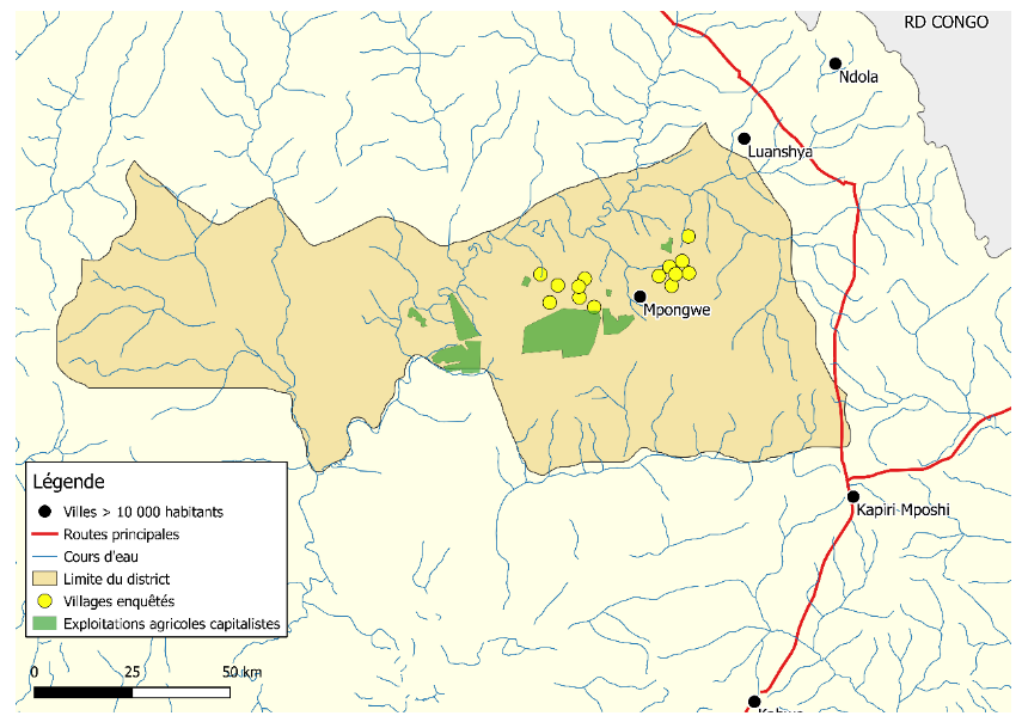 RD CONGO
Ndola
Luanshya
Mpongwe
Kapiri Mposhi
Légende
Villes > 10 000 habitants
Routes principales
Cours d'eau
Limite du district
Villages enquêtés
Exploitations agricoles capitalistes
0 25 50 km